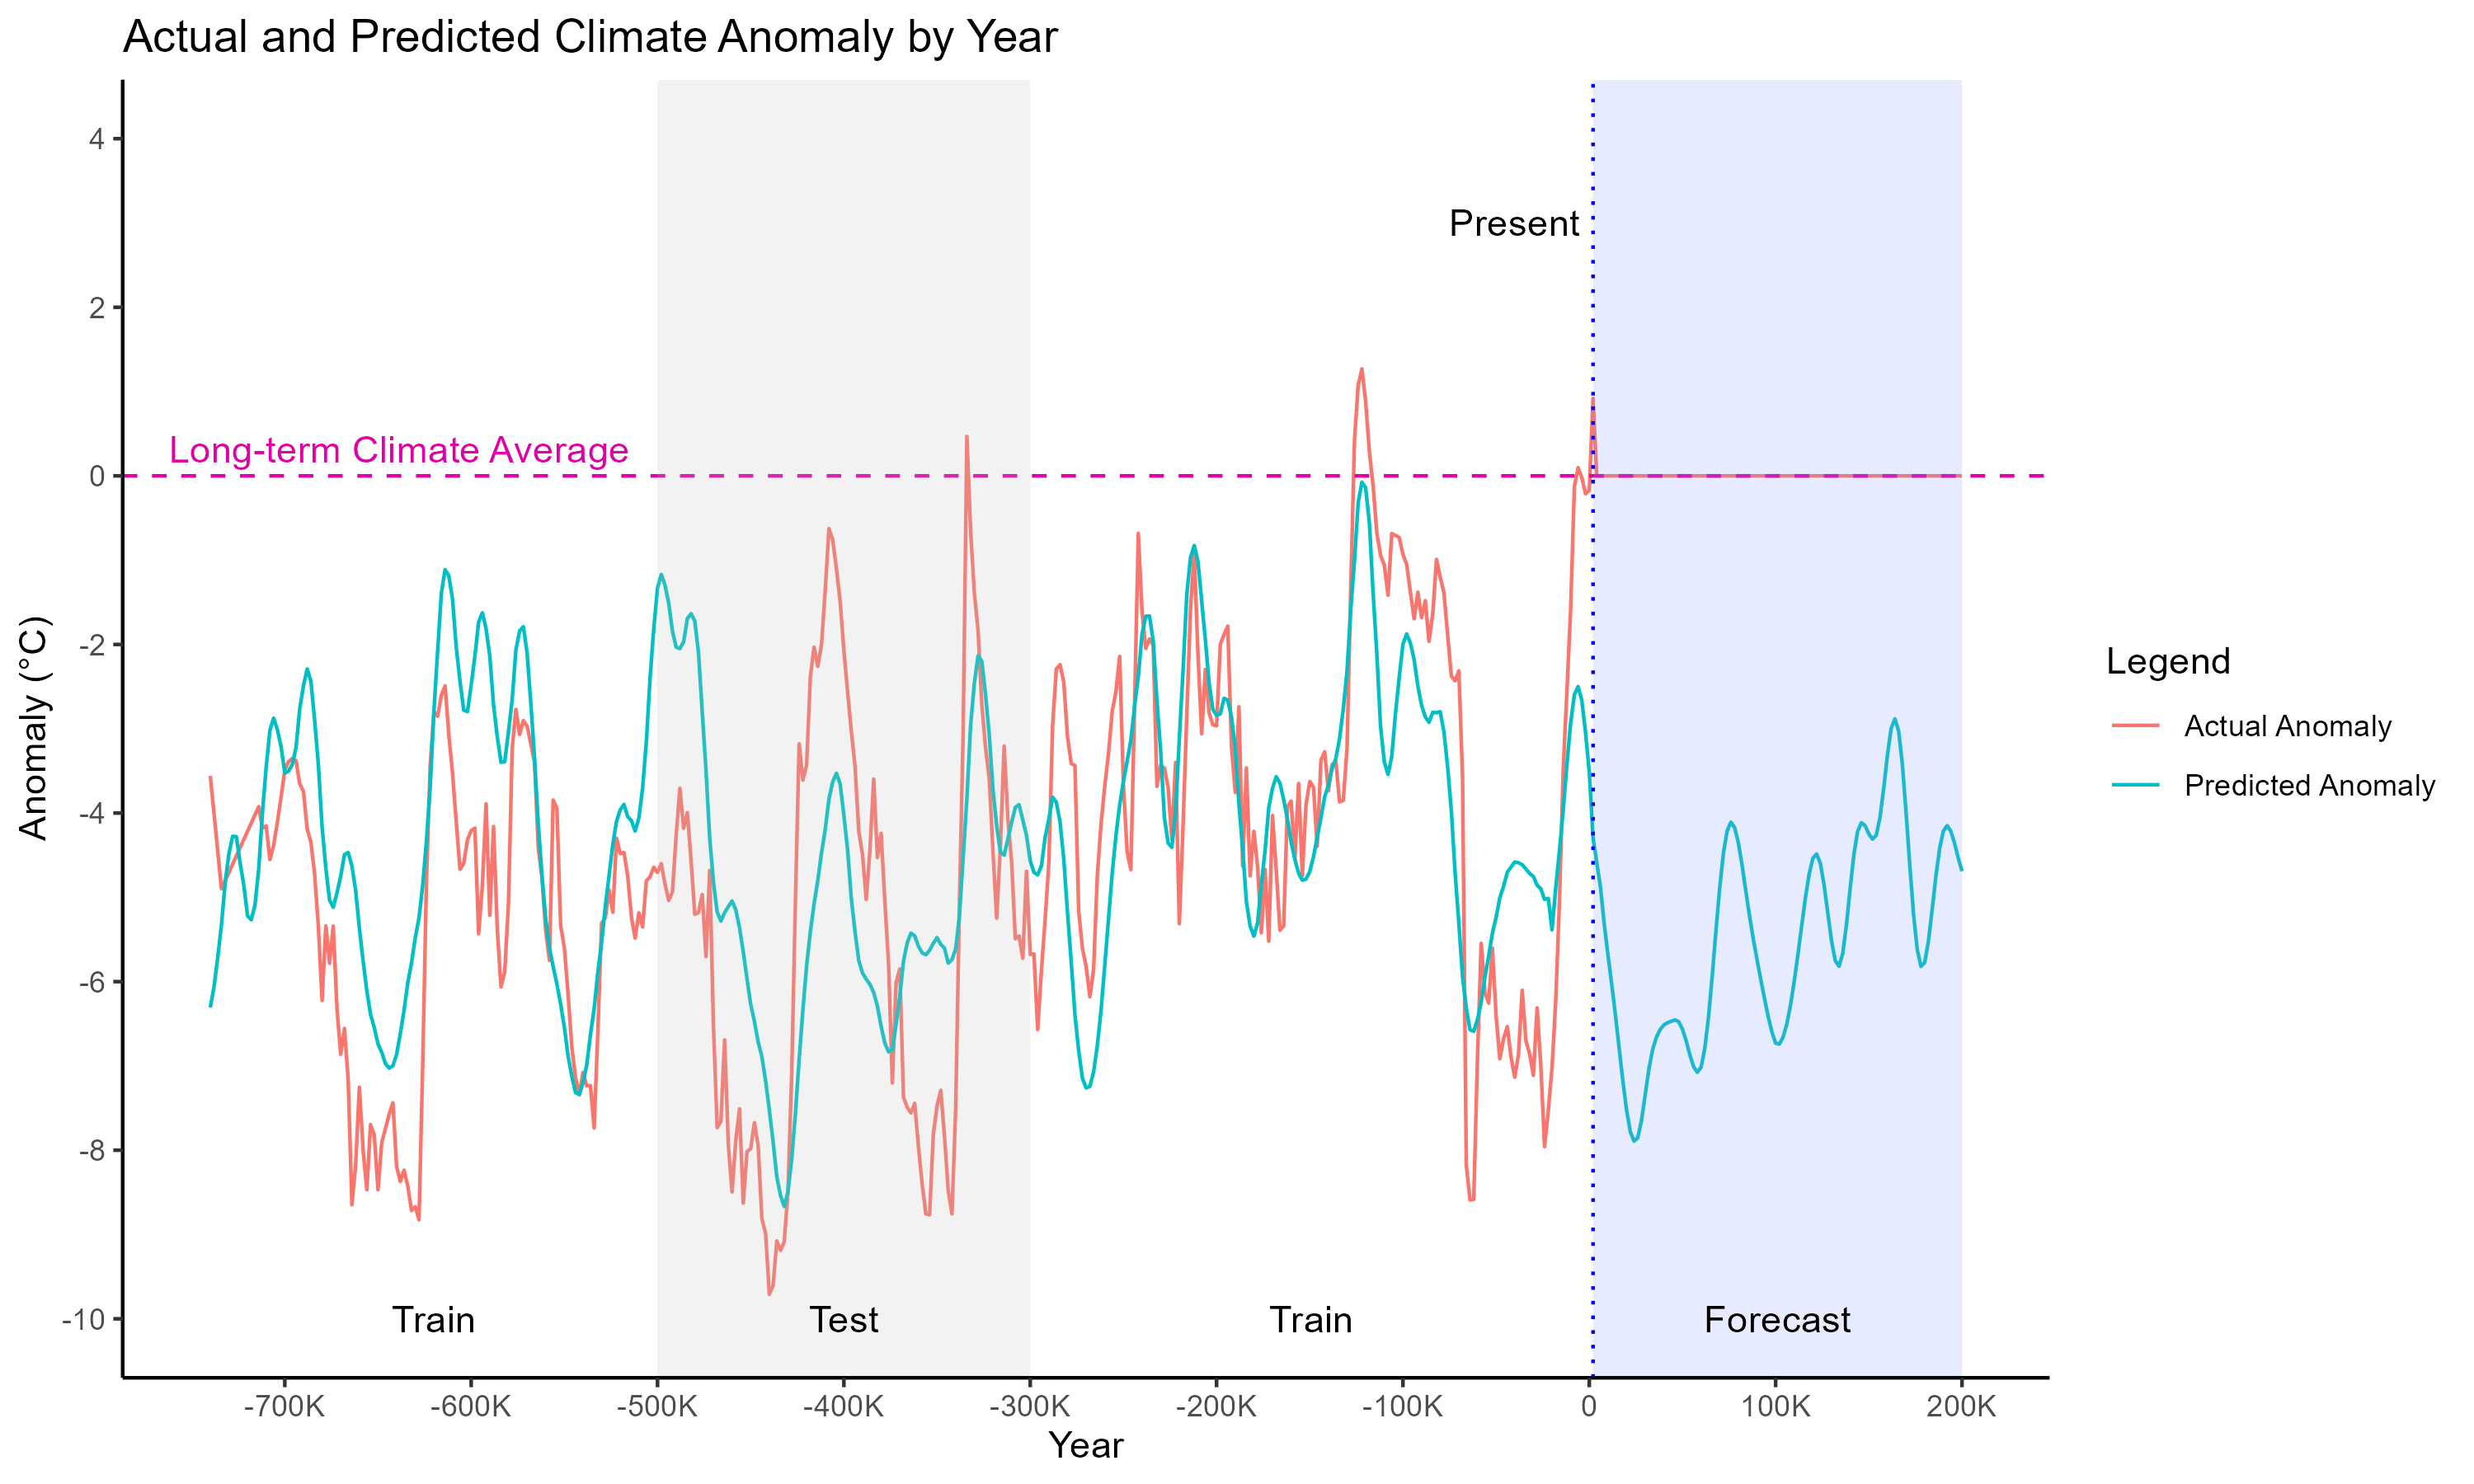 Actual and Predicted Climate Anomaly by Year
Anomaly (°C)
4
2
0
-2
-4
-6
-8
-10
Present
Long-term Climate Average
Train
Test
Train
Forecast
-700K
-600K
-500K
-400K
-300K
-200K
-100K
0
100K
200K
Year
Legend
Actual Anomaly
Predicted Anomaly